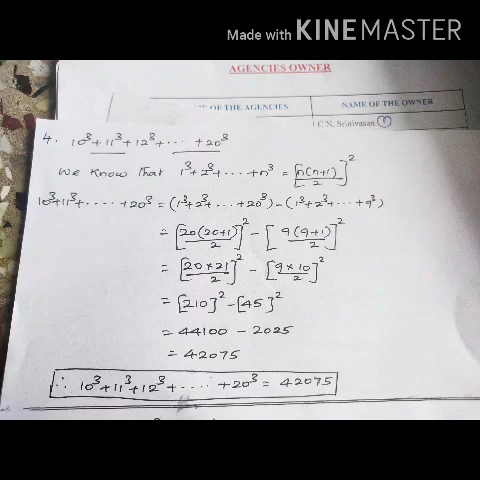 Made with KINEMASTER
AGENCIES OWNER
OF THE AGENCIES NAME OF THE OWNER
C.N. Srinivasan ①
4. 10³+11³+12³+.....+20³
We know that 1³+2³+....+n³ = [n(n+1)/2]²
10³+11³+.....+20³ = (1³+2³+...+20³) - (1³+2³+...+9³)
= [20(20+1)/2]² - [9(9+1)/2]²
= [20×21/2]² - [9×10/2]²
= [210]² - [45]²
= 44100 - 2025
= 42075
∴ 10³+11³+12³+.....+20³ = 42075